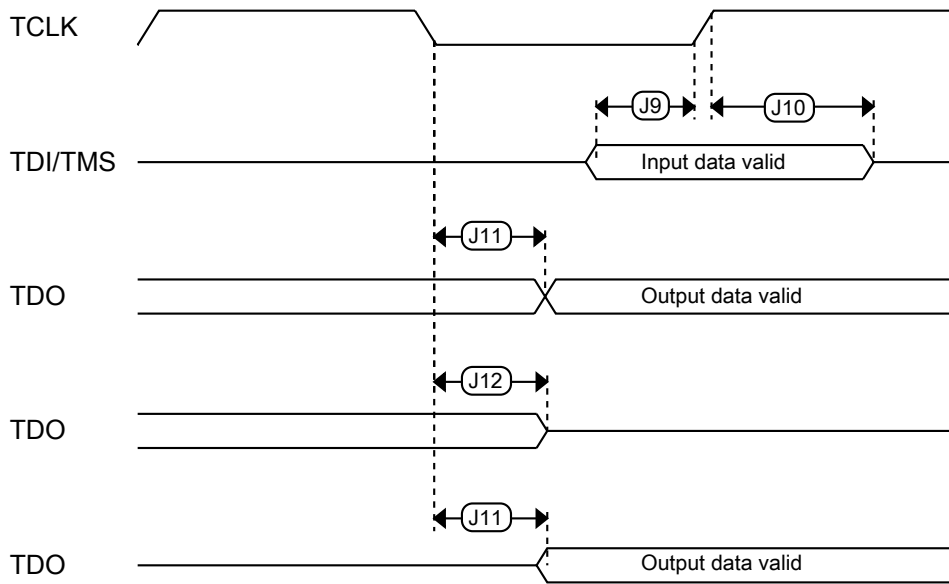 TCLK
J9
J10
TDI/TMS
Input data valid
J11
TDO
Output data valid
J12
TDO
J11
TDO
Output data valid